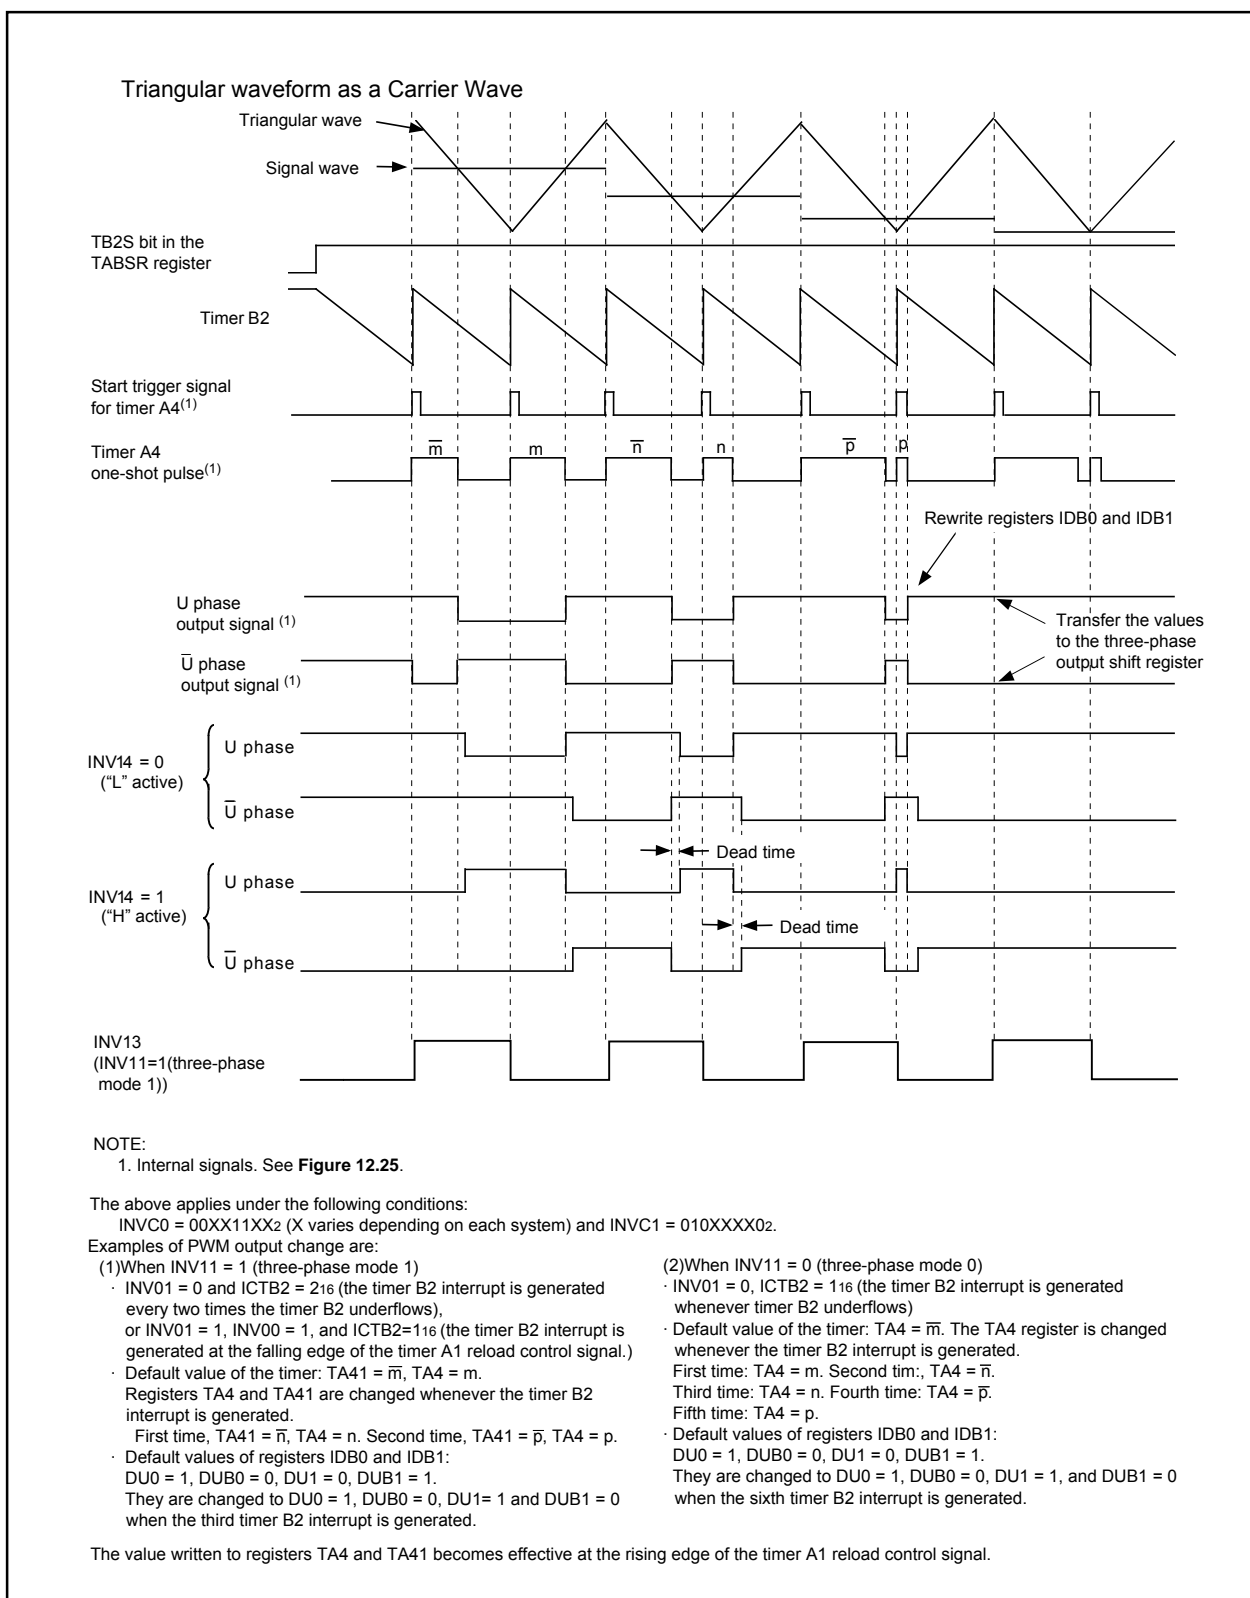 Triangular waveform as a Carrier Wave
Triangular wave
Signal wave
TB2S bit in the
TABSR register
Timer B2
Start trigger signal
for timer A4(1)
Timer A4
one-shot pulse(1)
m̅ m n̅ n p̅ p
Rewrite registers IDB0 and IDB1
U phase
output signal (1)
Transfer the values
to the three-phase
output shift register
U̅ phase
output signal (1)
INV14 = 0
("L" active)
U phase
U̅ phase
Dead time
INV14 = 1
("H" active)
U phase
Dead time
U̅ phase
INV13
(INV11=1(three-phase
mode 1))
NOTE:
1. Internal signals. See Figure 12.25.
The above applies under the following conditions:
INVC0 = 00XX11XX2 (X varies depending on each system) and INVC1 = 010XXXX02.
Examples of PWM output change are:
(1)When INV11 = 1 (three-phase mode 1)
· INV01 = 0 and ICTB2 = 216 (the timer B2 interrupt is generated
every two times the timer B2 underflows),
or INV01 = 1, INV00 = 1, and ICTB2=116 (the timer B2 interrupt is
generated at the falling edge of the timer A1 reload control signal.)
· Default value of the timer: TA41 = m̅, TA4 = m.
Registers TA4 and TA41 are changed whenever the timer B2
interrupt is generated.
First time, TA41 = n̅, TA4 = n. Second time, TA41 = p̅, TA4 = p.
· Default values of registers IDB0 and IDB1:
DU0 = 1, DUB0 = 0, DU1 = 0, DUB1 = 1.
They are changed to DU0 = 1, DUB0 = 0, DU1= 1 and DUB1 = 0
when the third timer B2 interrupt is generated.
(2)When INV11 = 0 (three-phase mode 0)
· INV01 = 0, ICTB2 = 116 (the timer B2 interrupt is generated
whenever timer B2 underflows)
· Default value of the timer: TA4 = m̅. The TA4 register is changed
whenever the timer B2 interrupt is generated.
First time: TA4 = m. Second tim:, TA4 = n̅.
Third time: TA4 = n. Fourth time: TA4 = p̅.
Fifth time: TA4 = p.
· Default values of registers IDB0 and IDB1:
DU0 = 1, DUB0 = 0, DU1 = 0, DUB1 = 1.
They are changed to DU0 = 1, DUB0 = 0, DU1 = 1, and DUB1 = 0
when the sixth timer B2 interrupt is generated.
The value written to registers TA4 and TA41 becomes effective at the rising edge of the timer A1 reload control signal.